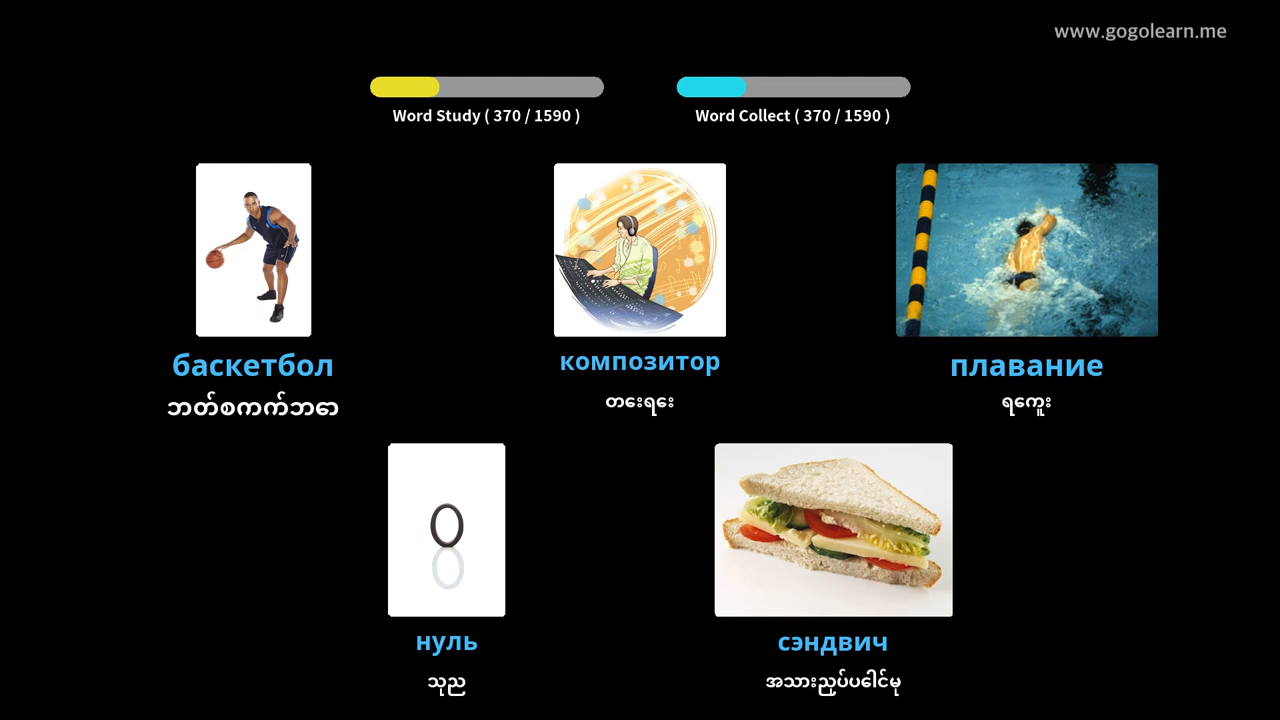 www.gogolearn.me
Word Study ( 370 / 1590 )
Word Collect ( 370 / 1590 )
баскетбол
ဘတ်စကက်ဘော
композитор
တေးရေး
плавание
ရေကူး
нуль
သုည
сэндвич
အသားညှပ်ပေါင်မု